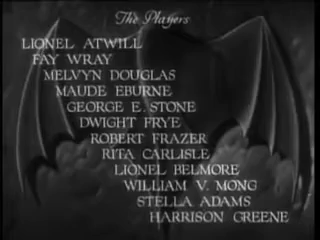 The Players
LIONEL ATWILL
FAY WRAY
MELVYN DOUGLAS
MAUDE EBURNE
GEORGE E. STONE
DWIGHT FRYE
ROBERT FRAZER
RITA CARLISLE
LIONEL BELMORE
WILLIAM V. MONG
STELLA ADAMS
HARRISON GREENE